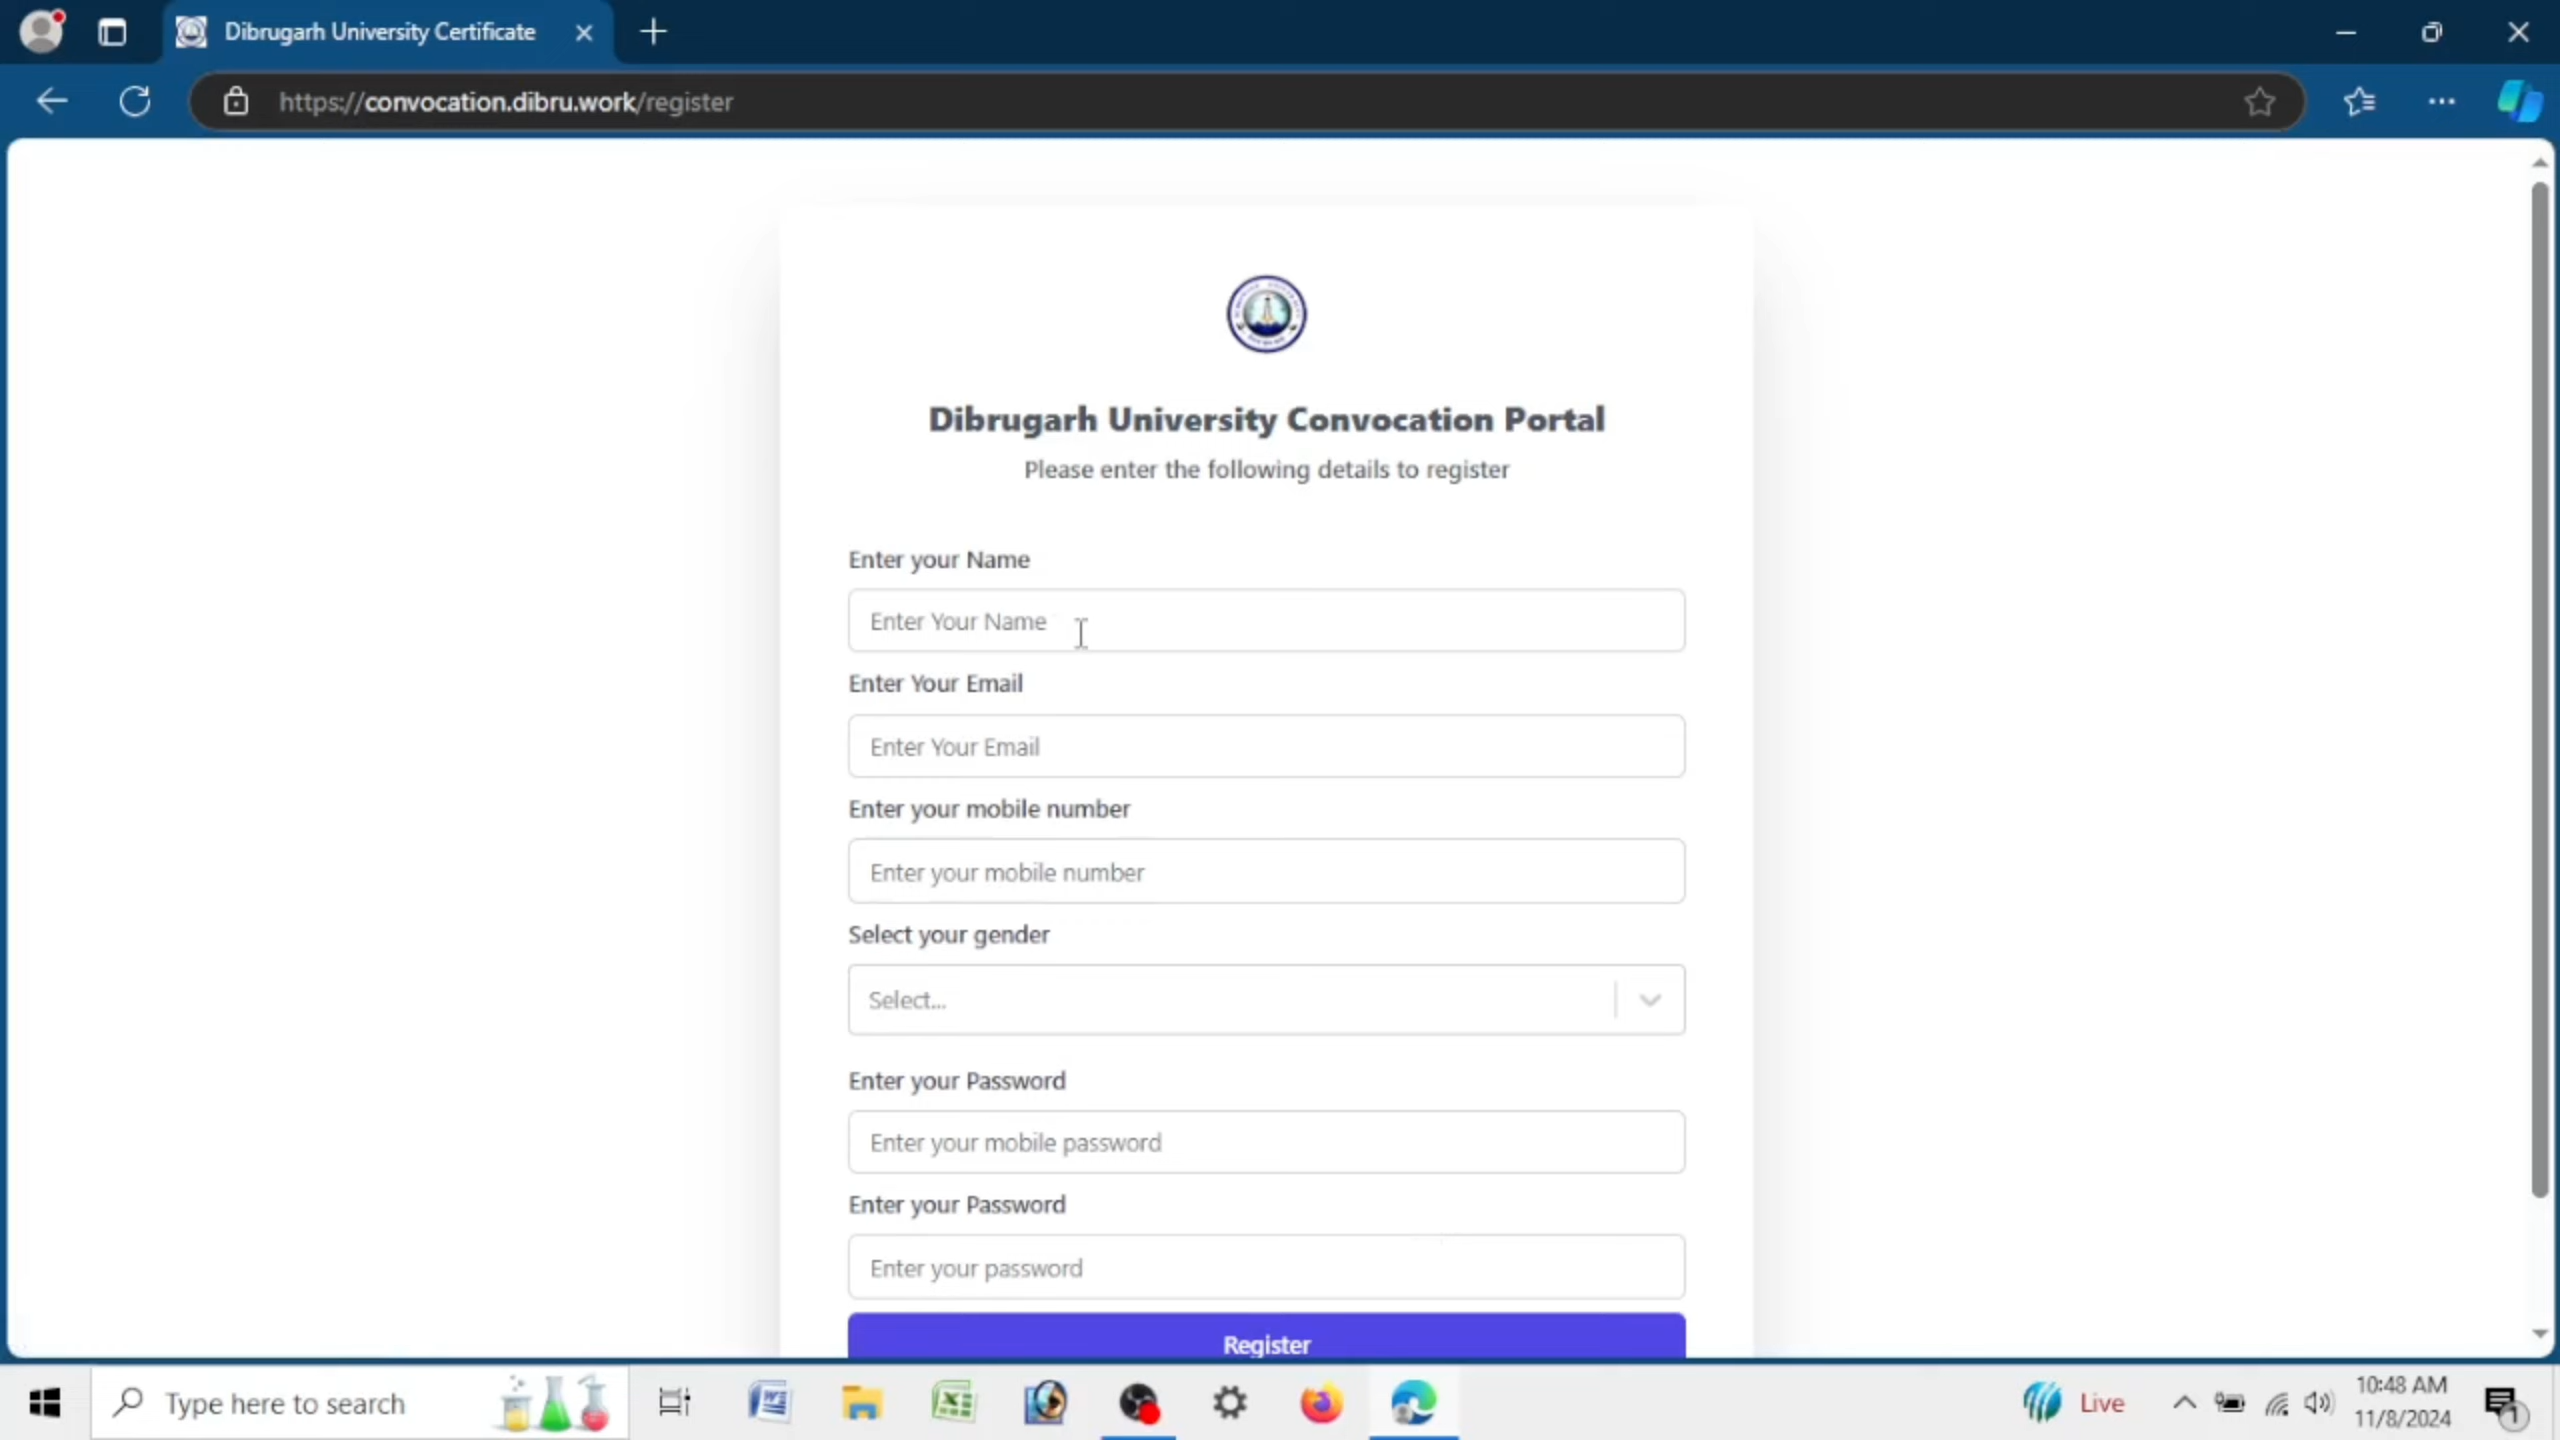 Dibrugarh University Certificate
https://convocation.dibru.work/register
Dibrugarh University Convocation Portal
Please enter the following details to register
Enter your Name
Enter Your Name
Enter Your Email
Enter Your Email
Enter your mobile number
Enter your mobile number
Select your gender
Select...
Enter your Password
Enter your mobile password
Enter your Password
Enter your password
Register
Type here to search
Live
10:48 AM
11/8/2024
1